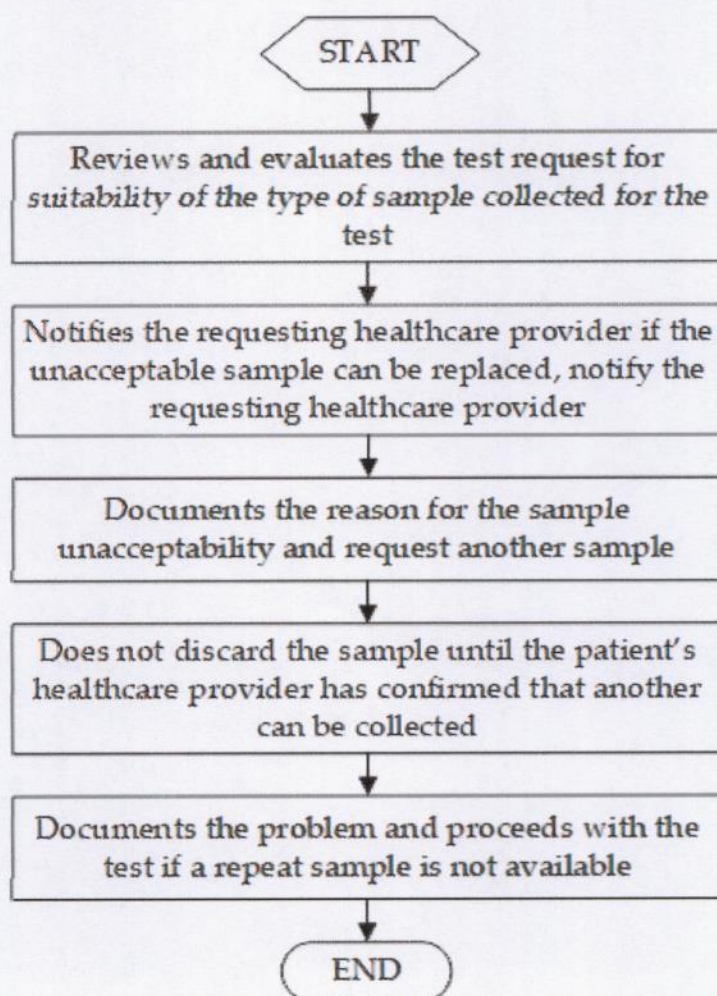 START
Reviews and evaluates the test request for
suitability of the type of sample collected for the
test
Notifies the requesting healthcare provider if the
unacceptable sample can be replaced, notify the
requesting healthcare provider
Documents the reason for the sample
unacceptability and request another sample
Does not discard the sample until the patient's
healthcare provider has confirmed that another
can be collected
Documents the problem and proceeds with the
test if a repeat sample is not available
END